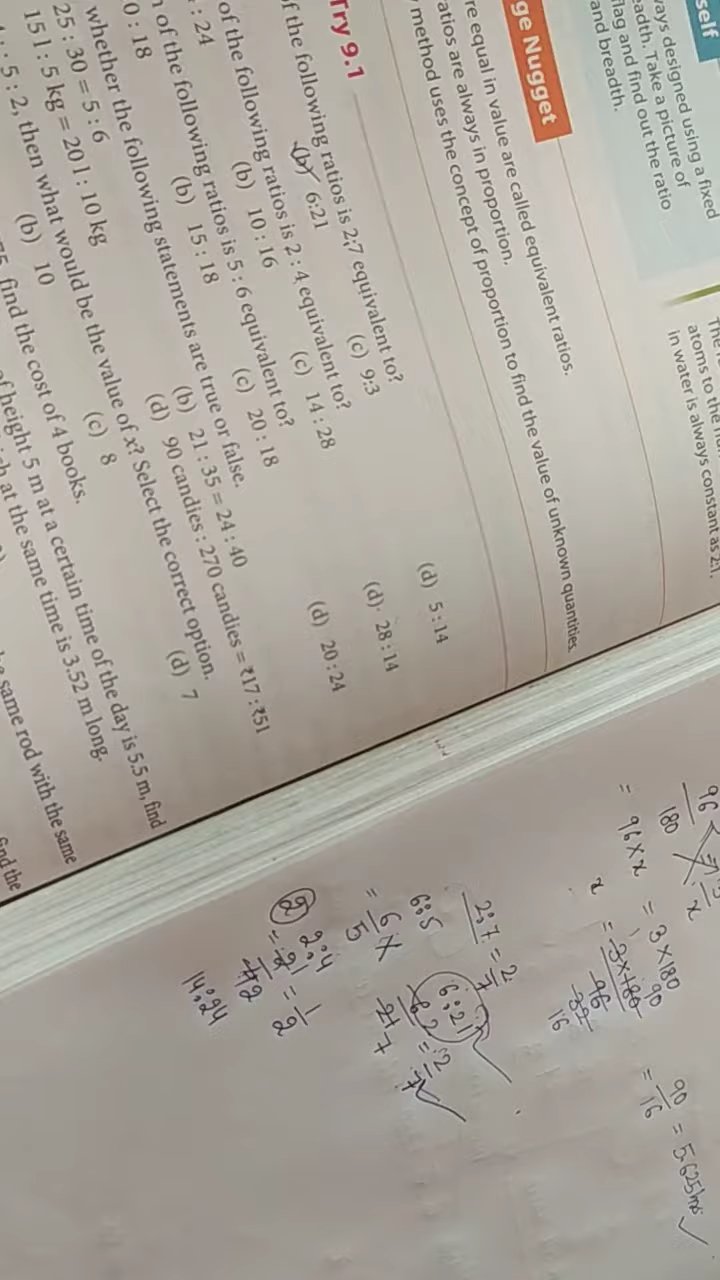 self
ways designed using a fixed
eadth. Take a picture of
flag and find out the ratio
and breadth.
atoms to the
in water is always constant as 2:1.
ge Nugget
re equal in value are called equivalent ratios.
atios are always in proportion.
method uses the concept of proportion to find the value of unknown quantities.
Try 9.1
f the following ratios is 2:7 equivalent to?
(b) 6:21 (c) 9:3 (d) 5:14
of the following ratios is 2 : 4 equivalent to?
: 24 (b) 10 : 16 (c) 14 : 28 (d) 28 : 14
of the following ratios is 5 : 6 equivalent to?
0 : 18 (b) 15 : 18 (c) 20 : 18 (d) 20 : 24
whether the following statements are true or false.
25 : 30 = 5 : 6 (b) 21 : 35 = 24 : 40
15 l : 5 kg = 20 l : 10 kg (d) 90 candies : 270 candies = ₹17 : ₹51
: 5 : 2, then what would be the value of x? Select the correct option.
(b) 10 (c) 8 (d) 7
find the cost of 4 books.
of height 5 m at a certain time of the day is 5.5 m, find
at the same time is 3.52 m long.
same rod with the same
find the
96/180 = 3/x
= 96 X x = 3 X 180
x = 3 X 180/96 = 90/16 = 5.625 hrs
2:7 = 2/7
6:5 6:21
= 6/5 X 6/21 = 2/7
② 2:4
= 2/4 = 1/2
14:24